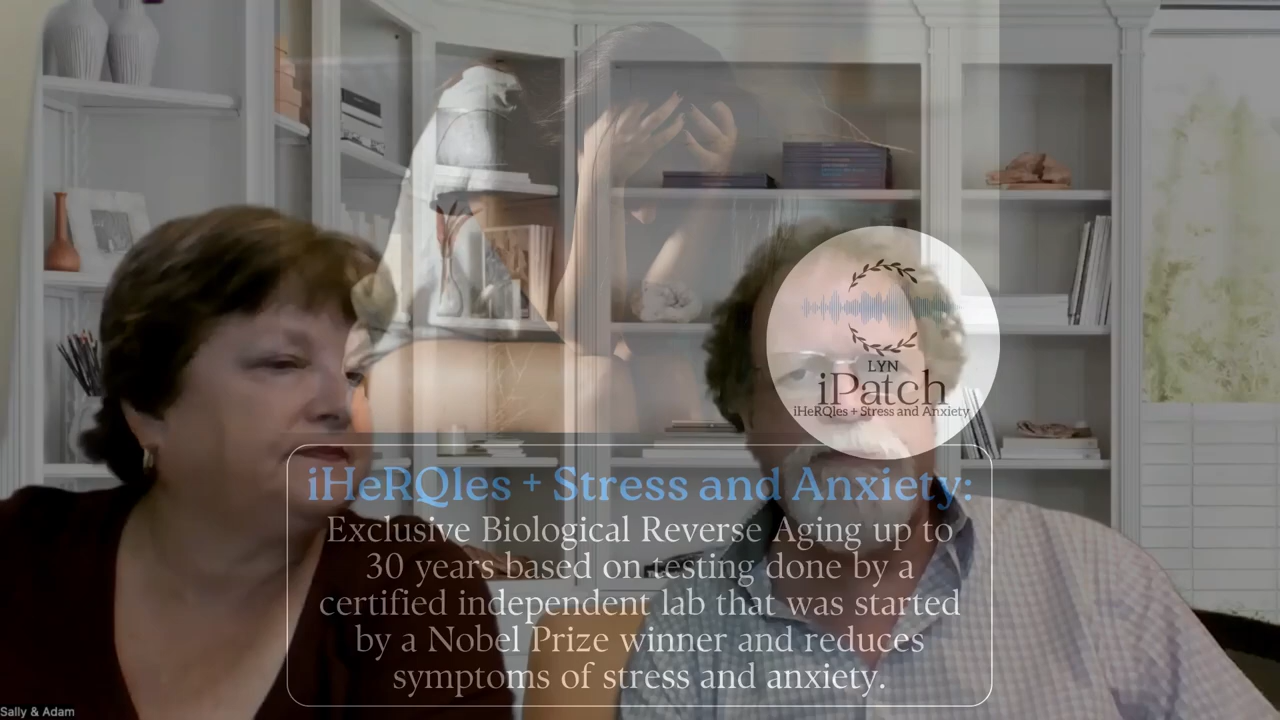 LYN
iPatch
iHeRQles + Stress and Anxiety
iHeRQles + Stress and Anxiety:
Exclusive Biological Reverse Aging up to
30 years based on testing done by a
certified independent lab that was started
by a Nobel Prize winner and reduces
symptoms of stress and anxiety.
Sally & Adam